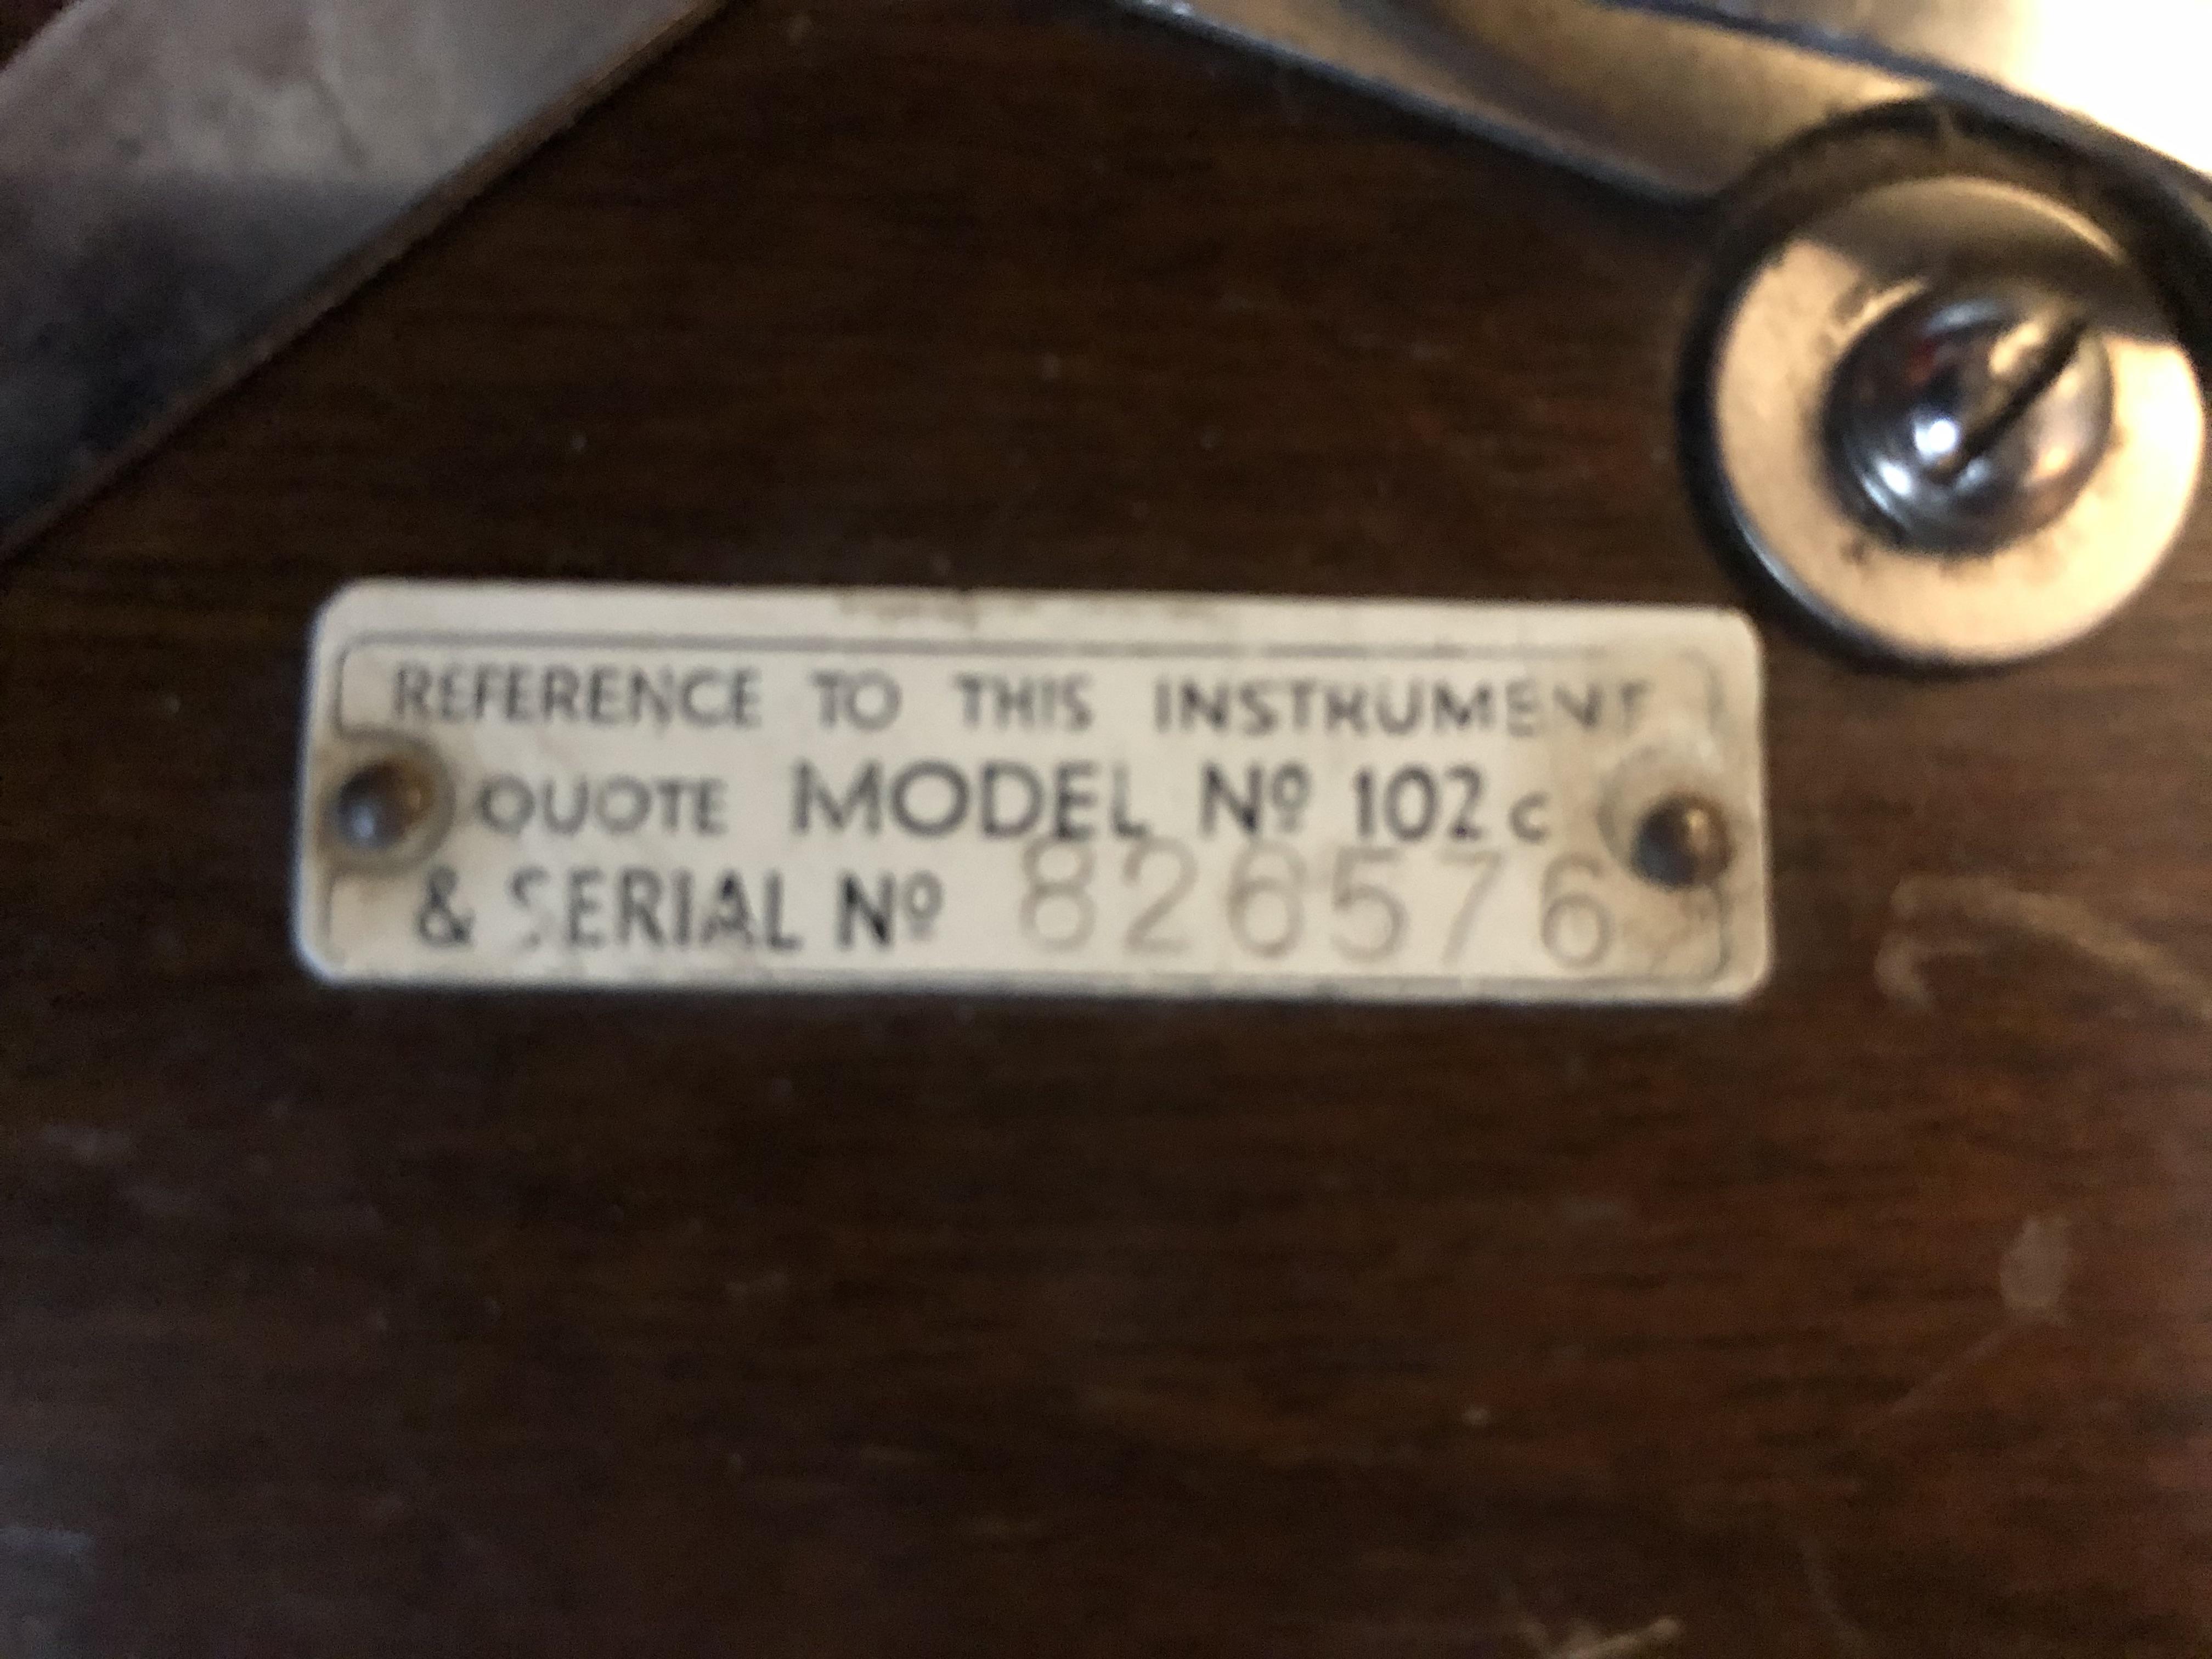 REFERENCE TO THIS INSTRUMENT
QUOTE MODEL Nº 102 c
& SERIAL Nº 826576